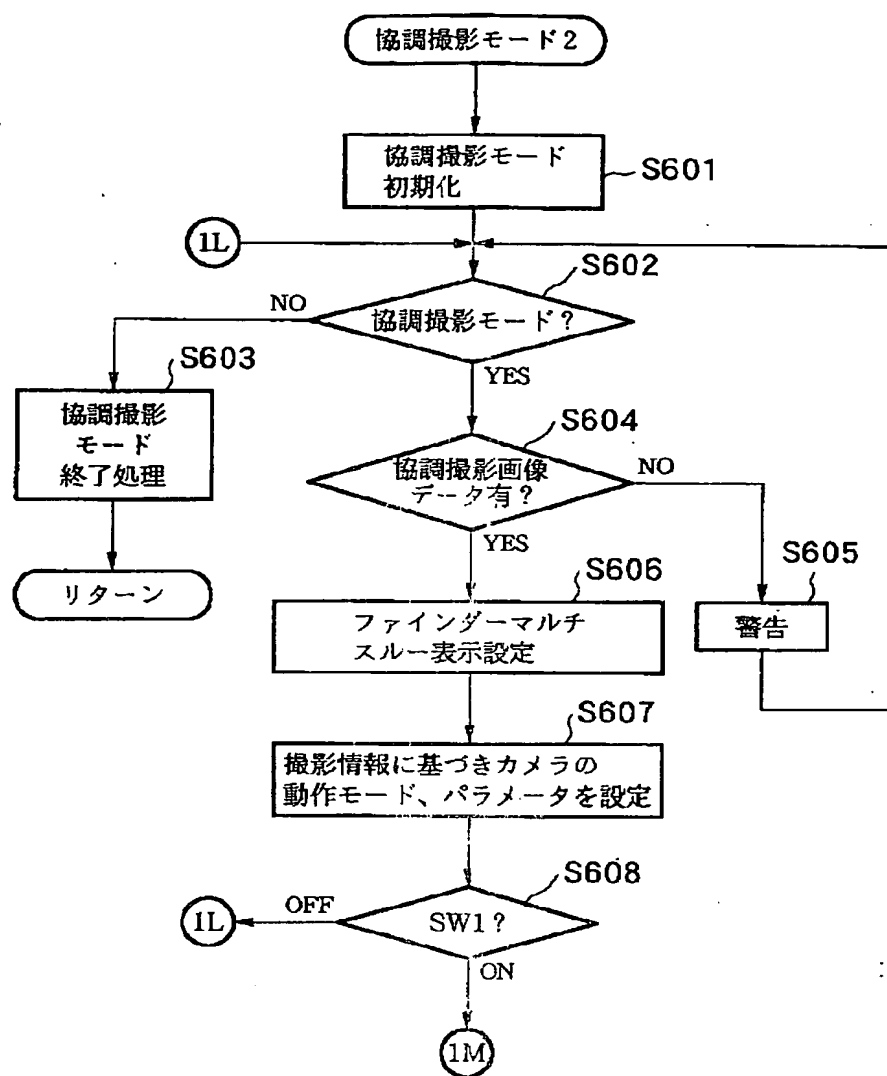 協調撮影モード2
協調撮影モード
初期化
S601
1L
S602
NO
協調撮影モード?
YES
S603
協調撮影
モード
終了処理
リターン
S604
協調撮影画像
データ有?
NO
YES
S605
警告
S606
ファインダーマルチ
スルー表示設定
S607
撮影情報に基づきカメラの
動作モード、パラメータを設定
S608
1L
OFF
SW1?
ON
1M